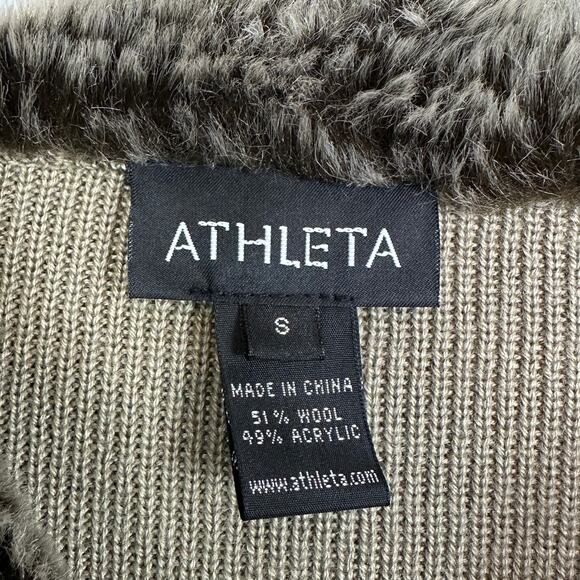 ATHLETA
S
MADE IN CHINA
51% WOOL
49% ACRYLIC
www.athleta.com